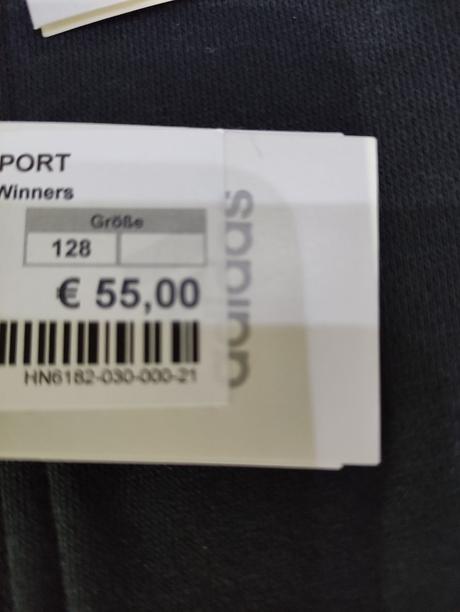 PORT
Winners
Größe
128
€ 55,00
HN6182-030-000-21
adidas